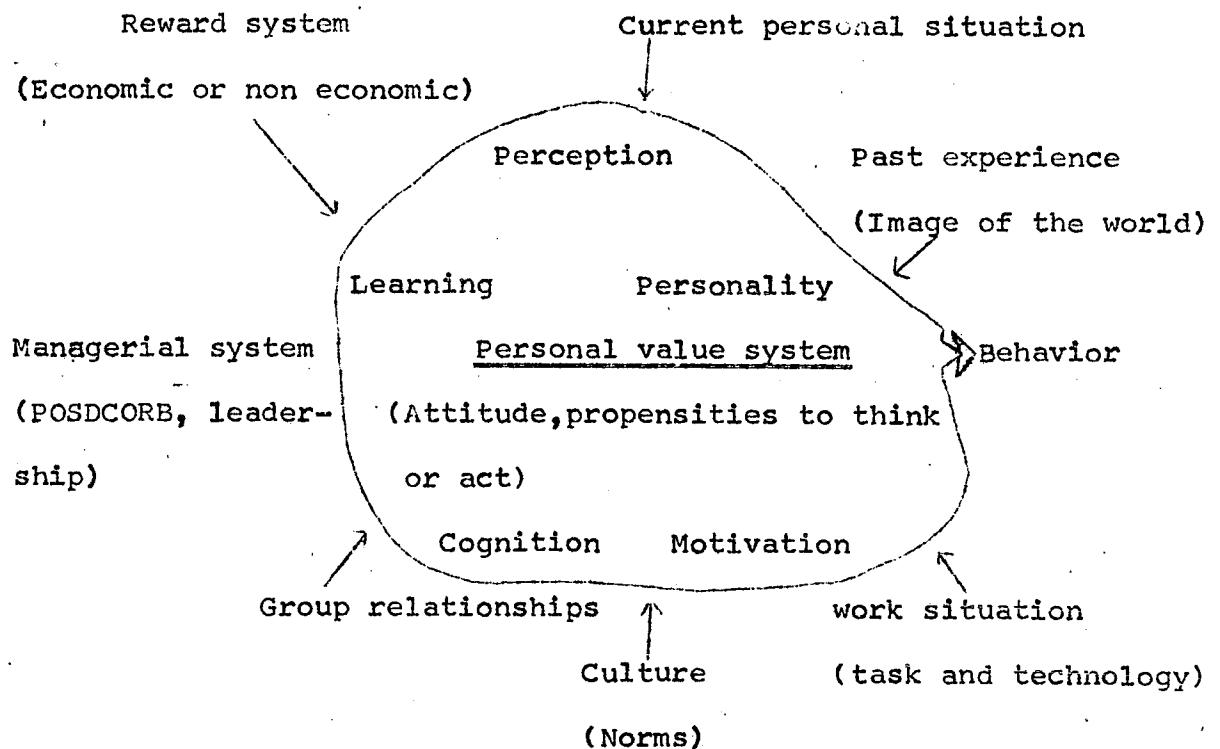 Reward system
Current personal situation
(Economic or non economic)
Perception
Past experience
(Image of the world)
Learning
Personality
Managerial system
Personal value system
Behavior
(POSDCORB, leader-
(Attitude,propensities to think
ship)
or act)
Cognition
Motivation
Group relationships
work situation
Culture
(task and technology)
(Norms)